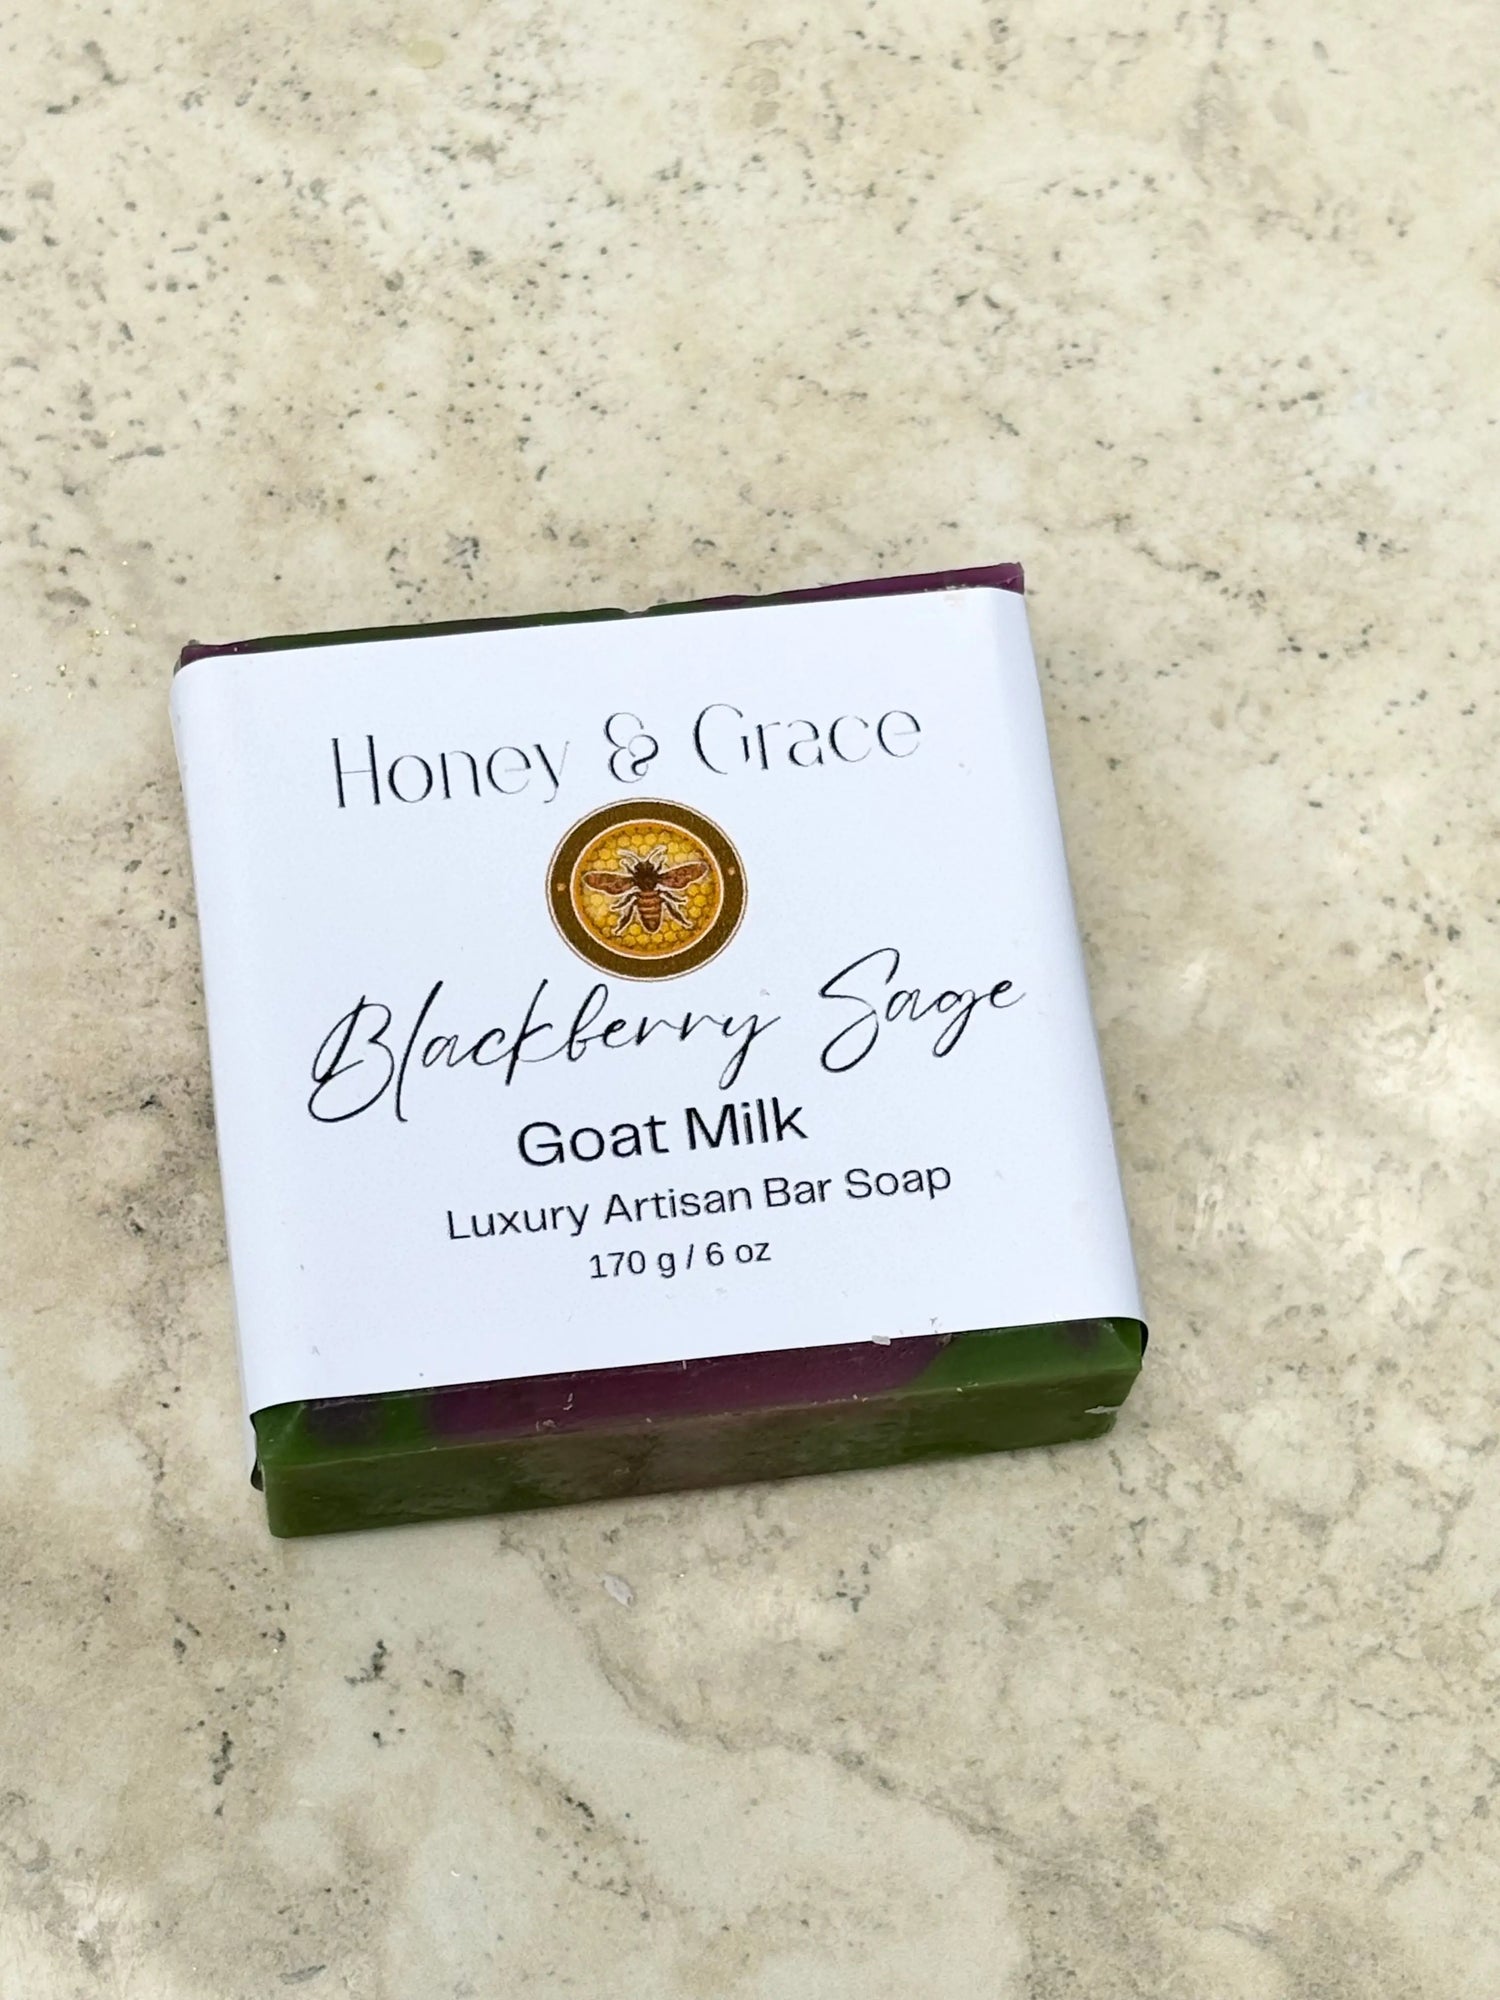 Honey & Grace
Blackberry Sage
Goat Milk
Luxury Artisan Bar Soap
170 g / 6 oz